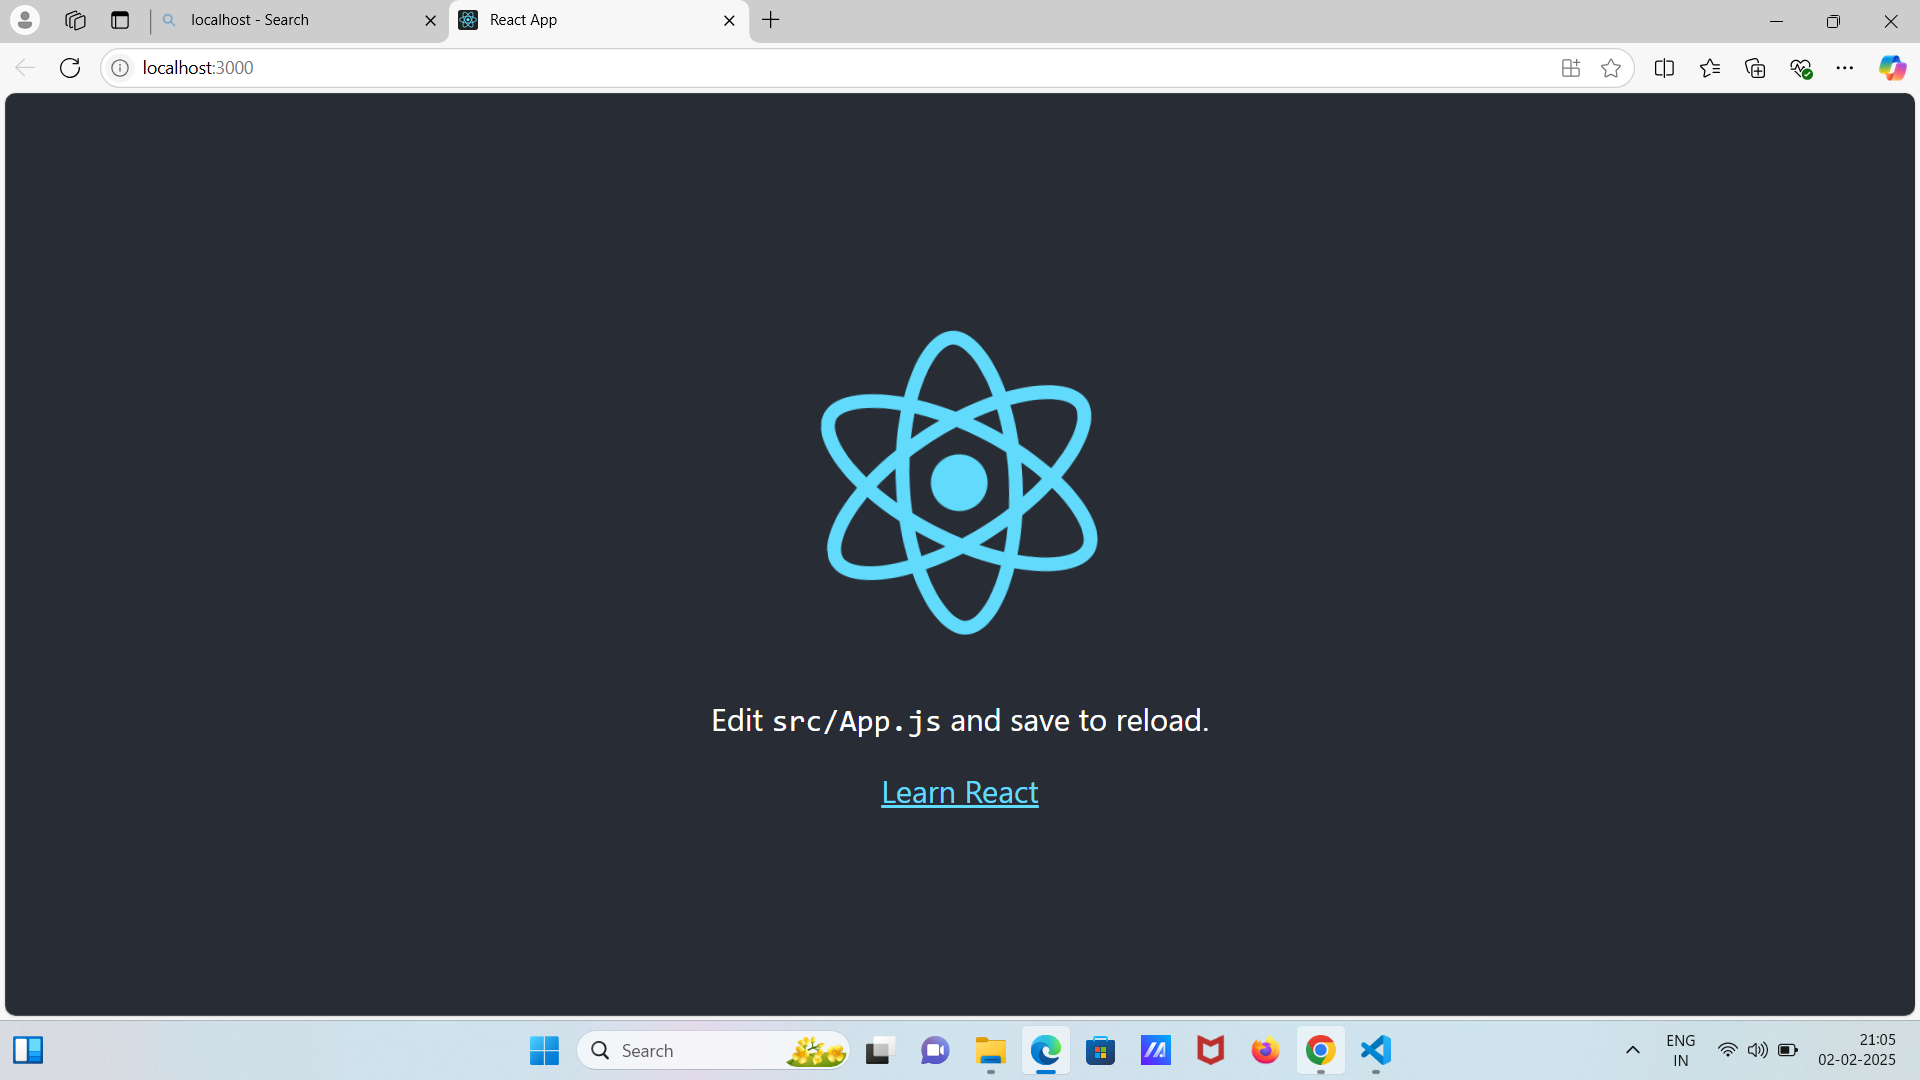 localhost - Search
React App
localhost:3000
Edit src/App.js and save to reload.
Learn React
Search
ENG
IN
21:05
02-02-2025